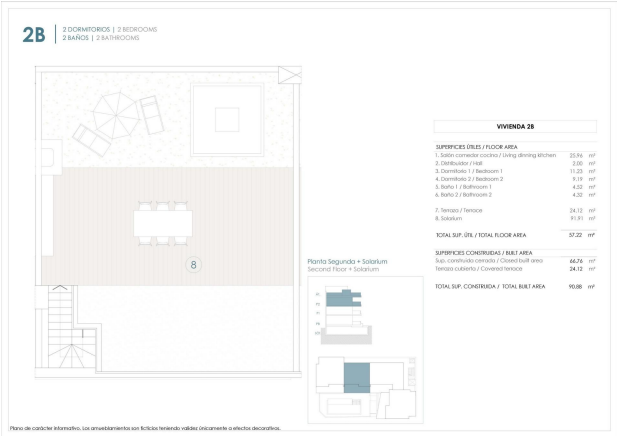 2B
2 DORMITORIOS | 2 BEDROOMS
2 BAÑOS | 2 BATHROOMS
8
VIVIENDA 2B
SUPERFICIES ÚTILES / FLOOR AREA
1. Salón comedor cocina / Living dinning kitchen 25,96 m²
2. Distribuidor / Hall 2,00 m²
3. Dormitorio 1 / Bedroom 1 11,23 m²
4. Dormitorio 2 / Bedroom 2 9,19 m²
5. Baño 1 / Bathroom 1 4,52 m²
6. Baño 2 / Bathroom 2 4,52 m²
7. Terraza / Terrace 24,12 m²
8. Solarium 91,91 m²
TOTAL SUP. ÚTIL / TOTAL FLOOR AREA 57,22 m²
SUPERFICIES CONSTRUIDAS / BUILT AREA
Sup. construida cerrada / Closed built area 66,76 m²
Terraza cubierta / Covered terrace 24,12 m²
TOTAL SUP. CONSTRUIDA / TOTAL BUILT AREA 90,88 m²
Planta Segunda + Solarium
Second Floor + Solarium
Plano de carácter informativo. Los amueblamientos son ficticios teniendo validez únicamente a efectos decorativos.